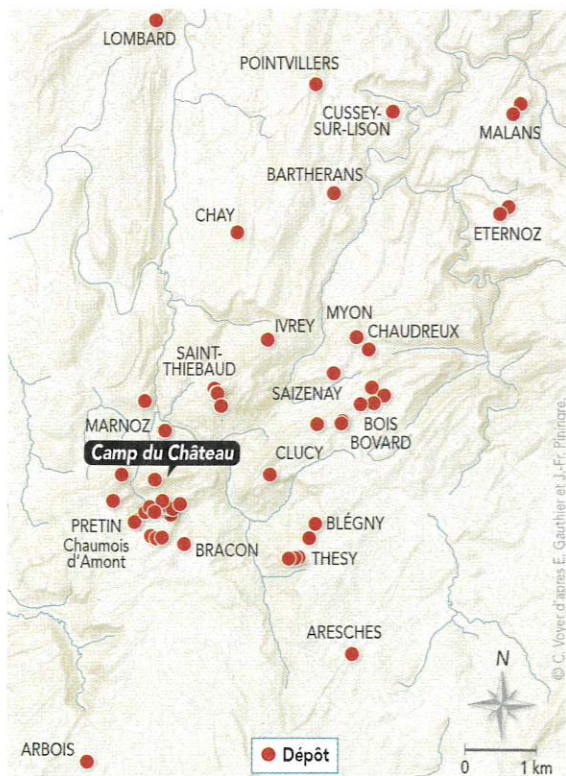 LOMBARD
POINTVILLERS
CUSSEY-
SUR-LISON
MALANS
BARTHERANS
CHAY
ETERNOZ
IVREY
MYON
CHAUDREUX
SAINT-
THIEBAUD
SAIZENAY
MARNOZ
BOIS
BOVARD
Camp du Château
CLUCY
PRETIN
Chaumois
d'Amont
BRACON
BLÉGNY
THESY
ARESCHES
N
ARBOIS
Dépôt
0 1 km
© C. Voyer d'après E. Gauthier et J.-Fr. Piningre.